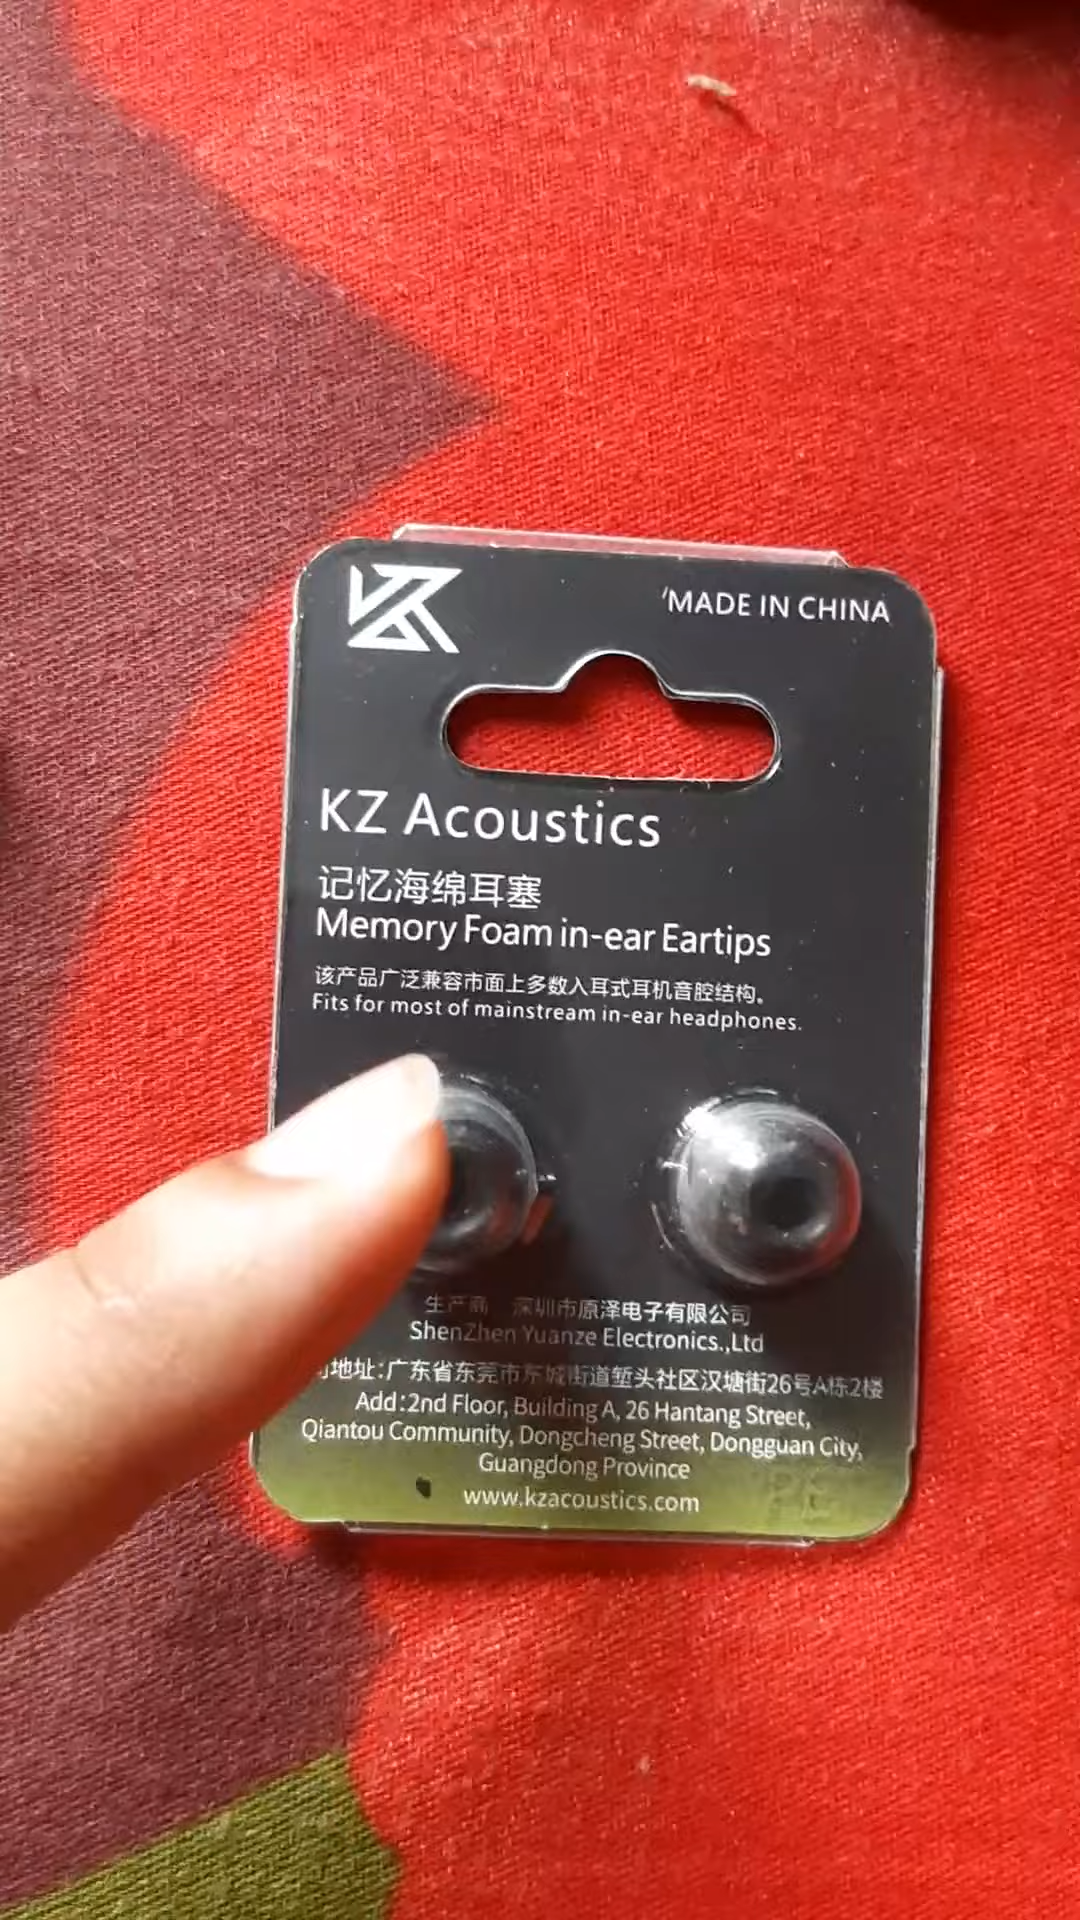 KZ
MADE IN CHINA
KZ Acoustics
记忆海绵耳塞
Memory Foam in-ear Eartips
该产品广泛兼容市面上多数入耳式耳机音腔结构。
Fits for most of mainstream in-ear headphones.
生产商 深圳市原泽电子有限公司
ShenZhen Yuanze Electronics.,Ltd
地址:广东省东莞市东城街道堑头社区汉塘街26号A栋2楼
Add:2nd Floor, Building A, 26 Hantang Street,
Qiantou Community, Dongcheng Street, Dongguan City,
Guangdong Province
www.kzacoustics.com